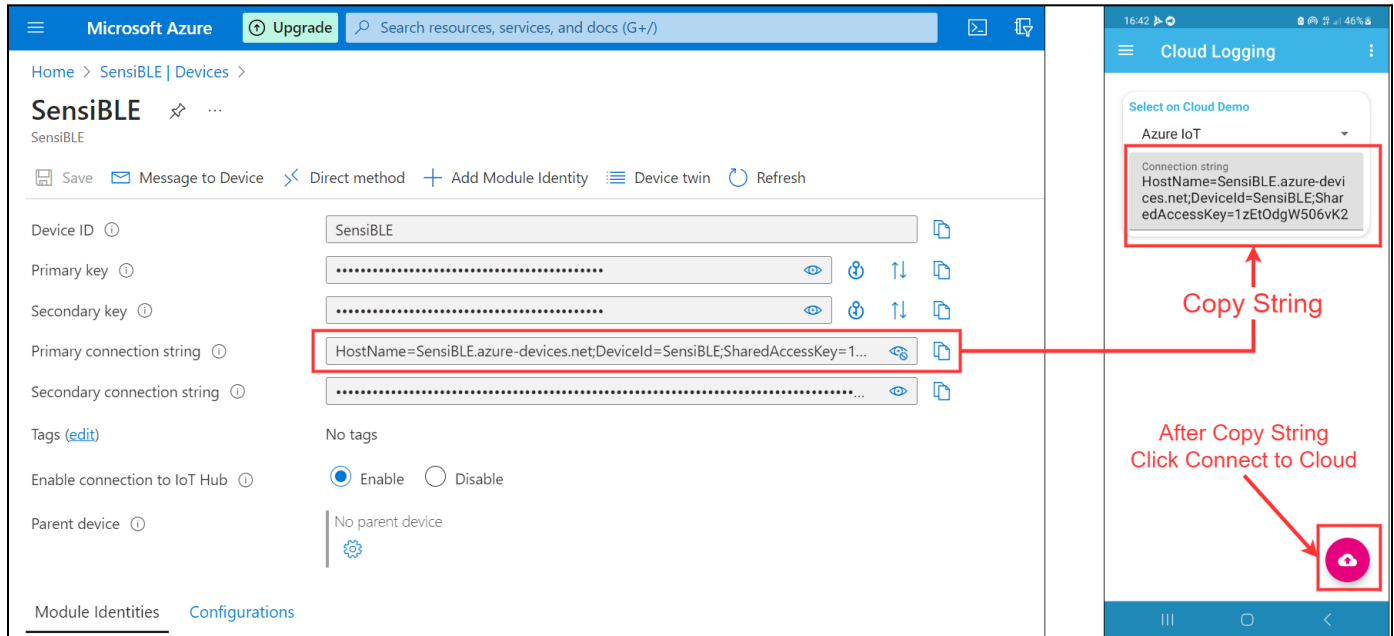 Microsoft Azure
Upgrade
Search resources, services, and docs (G+/)
Home > SensiBLE | Devices >
SensiBLE
...
SensiBLE
Save
Message to Device
Direct method
Add Module Identity
Device twin
Refresh
Device ID
SensiBLE
Primary key
Secondary key
Primary connection string
HostName=SensiBLE.azure-devices.net;DeviceId=SensiBLE;SharedAccessKey=1...
Secondary connection string
Tags (edit)
No tags
Enable connection to IoT Hub
Enable
Disable
Parent device
No parent device
Module Identities
Configurations
16:42
46%
Cloud Logging
Select on Cloud Demo
Azure IoT
Connection string
HostName=SensiBLE.azure-devi
ces.net;DeviceId=SensiBLE;Shar
edAccessKey=1zEtOdgW506vK2
Copy String
After Copy String
Click Connect to Cloud